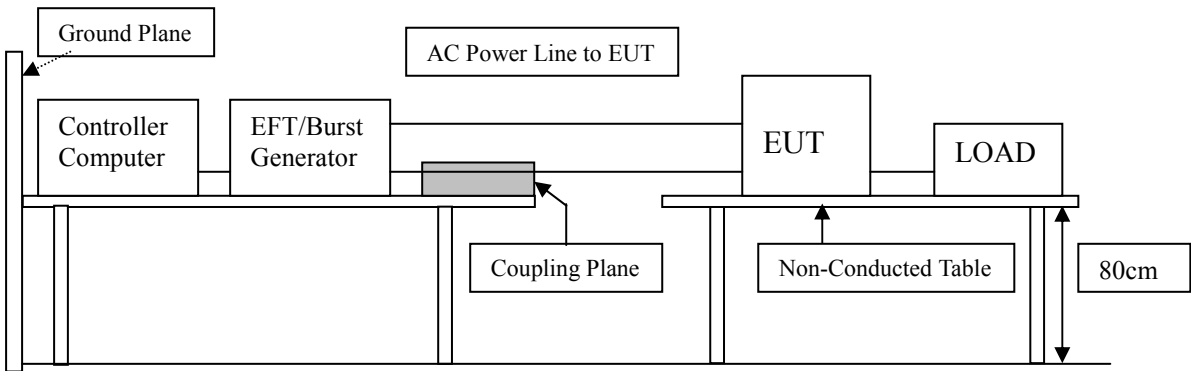 Ground Plane
AC Power Line to EUT
Controller
Computer
EFT/Burst
Generator
EUT
LOAD
Coupling Plane
Non-Conducted Table
80cm